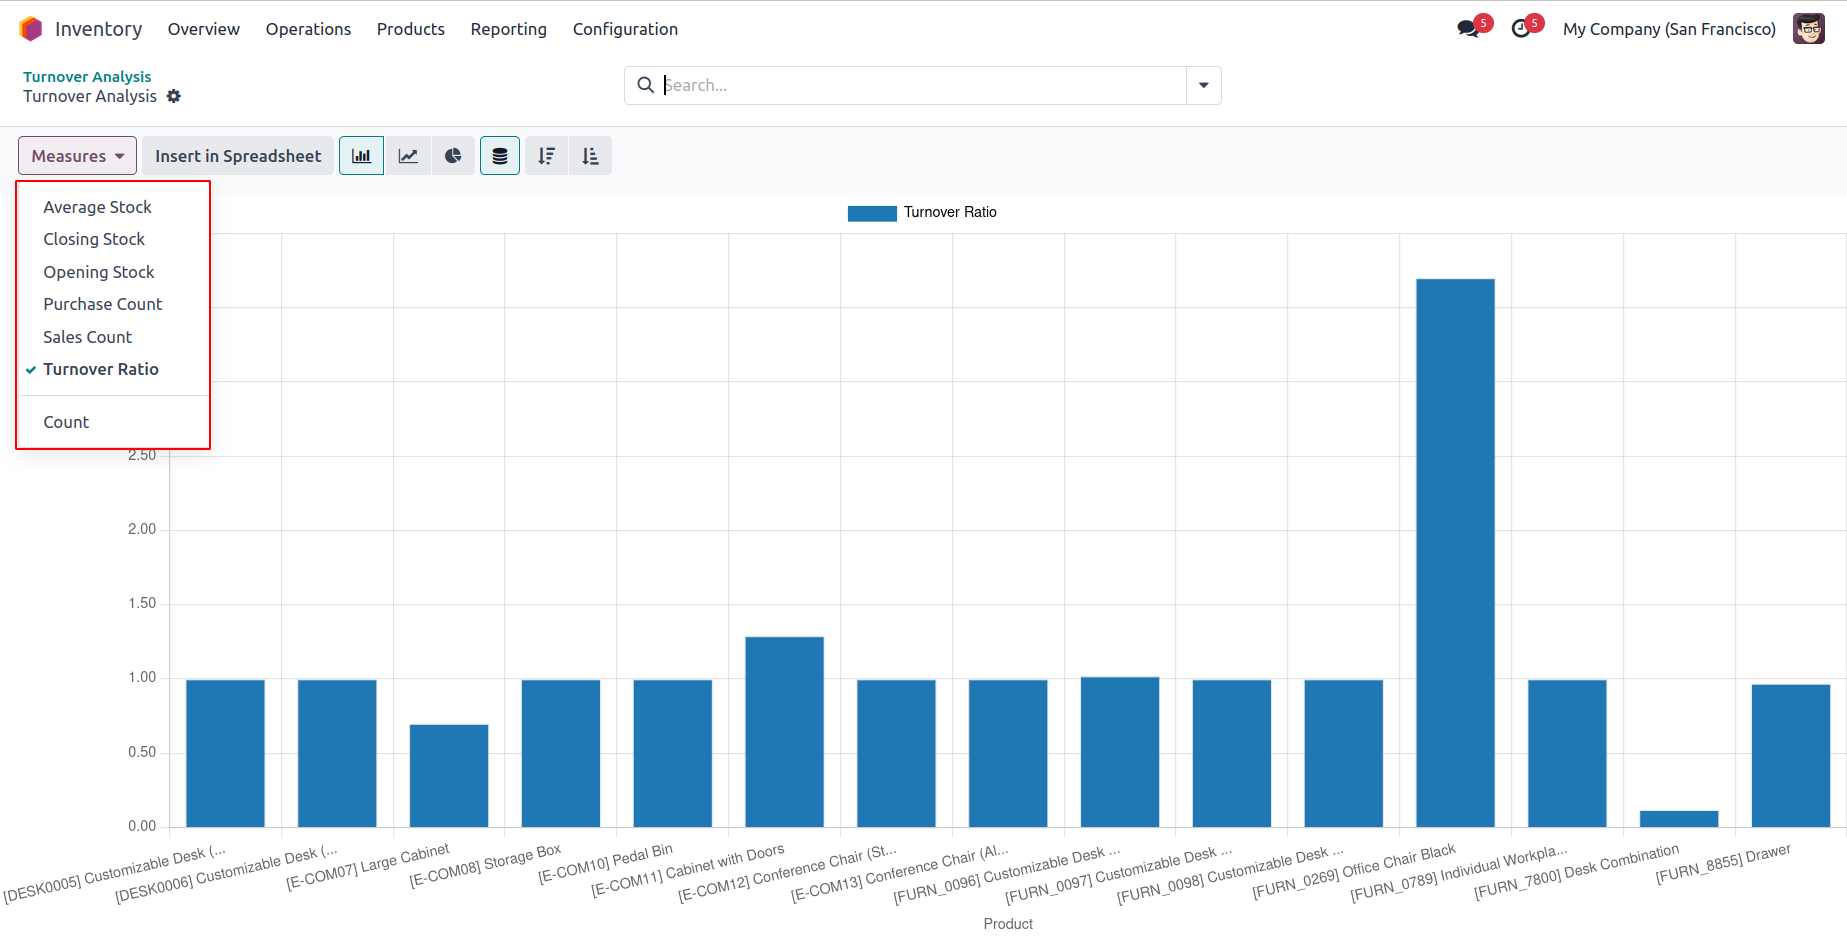 Inventory Overview Operations Products Reporting Configuration 5 5 My Company (San Francisco)
Turnover Analysis
Turnover Analysis
Search...
Measures Insert in Spreadsheet
Average Stock
Closing Stock
Opening Stock
Purchase Count
Sales Count
Turnover Ratio
Count
Turnover Ratio
2.50
2.00
1.50
1.00
0.50
0.00
[DESK0005] Customizable Desk (...
[DESK0006] Customizable Desk (...
[E-COM07] Large Cabinet
[E-COM08] Storage Box
[E-COM10] Pedal Bin
[E-COM11] Cabinet with Doors
[E-COM12] Conference Chair (St...
[E-COM13] Conference Chair (Al...
[FURN_0096] Customizable Desk ...
[FURN_0097] Customizable Desk ...
[FURN_0098] Customizable Desk ...
[FURN_0269] Office Chair Black
[FURN_0789] Individual Workpla...
[FURN_7800] Desk Combination
[FURN_8855] Drawer
Product